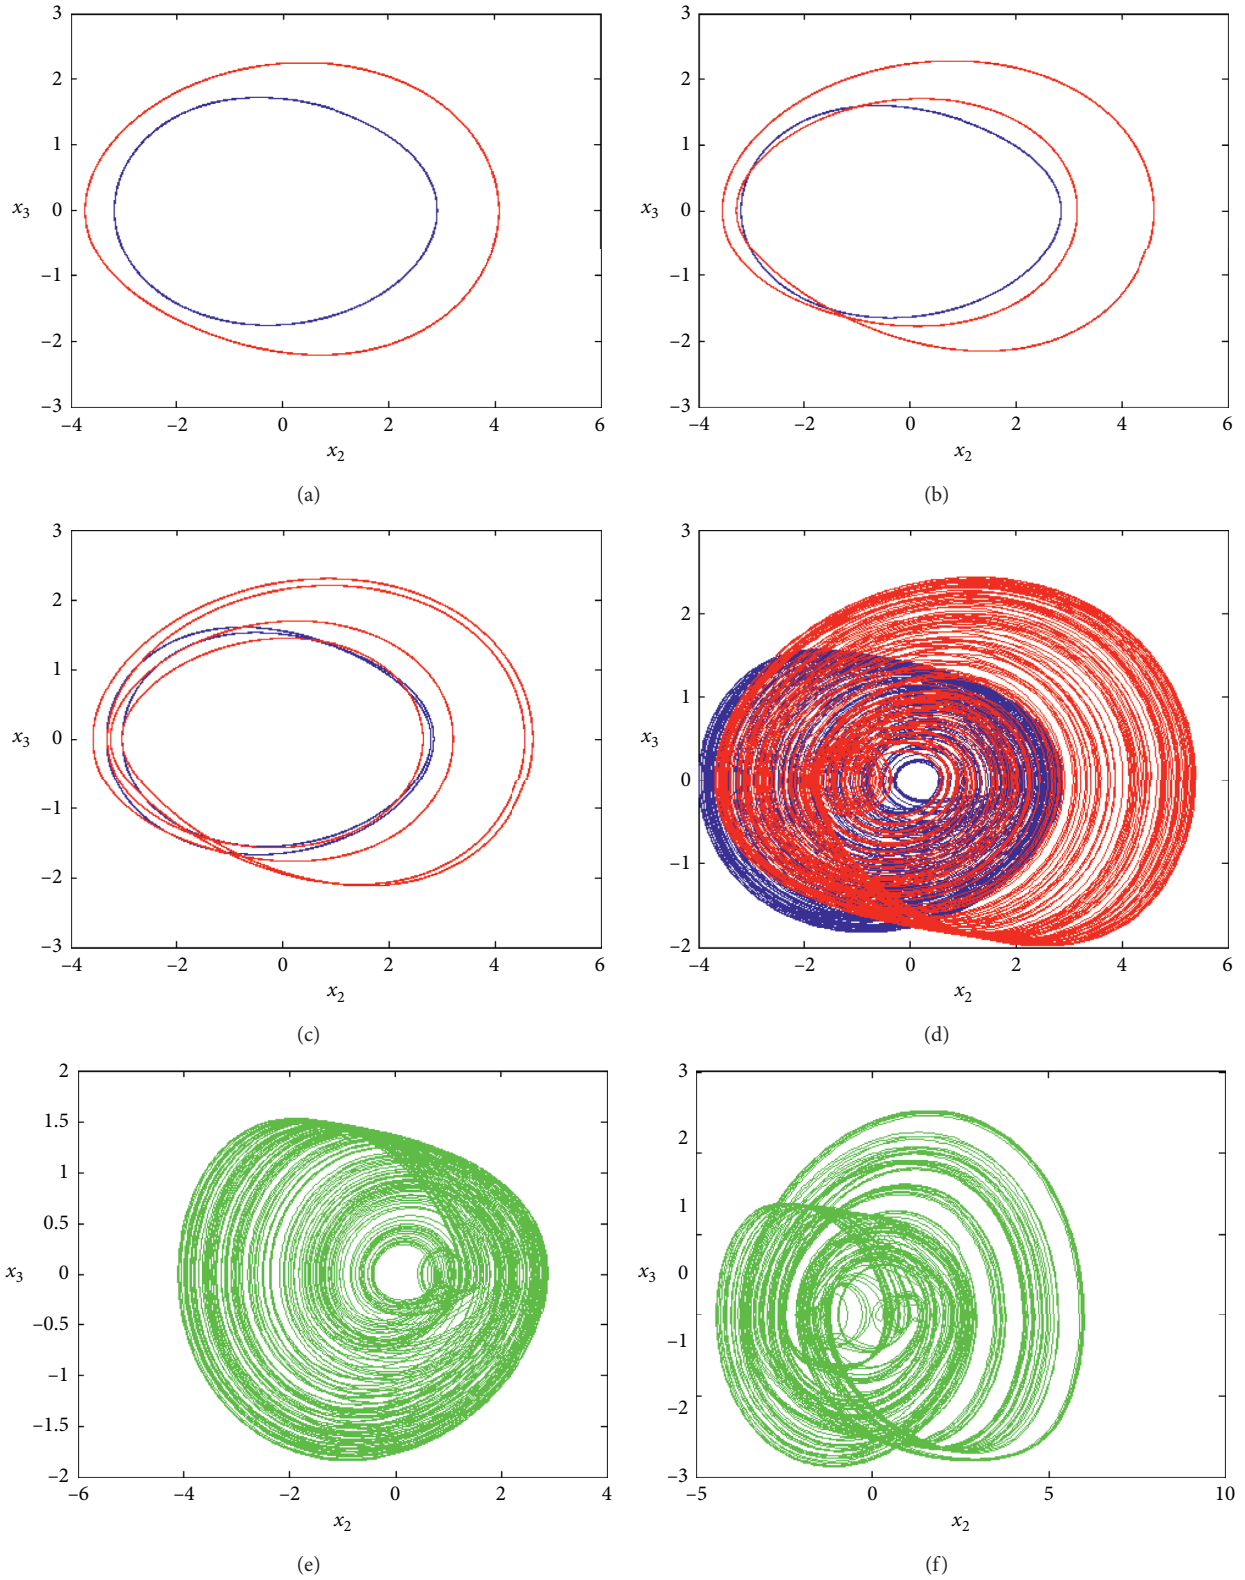 3
2
1
x₃ 0
–1
–2
–3
–4 –2 0 2 4 6
x₂
(a)
3
2
1
x₃ 0
–1
–2
–3
–4 –2 0 2 4 6
x₂
(b)
3
2
1
x₃ 0
–1
–2
–3
–4 –2 0 2 4 6
x₂
(c)
3
2
1
x₃ 0
–1
–2
–4 –2 0 2 4 6
x₂
(d)
2
1.5
1
0.5
x₃ 0
–0.5
–1
–1.5
–2
–6 –4 –2 0 2 4
x₂
(e)
3
2
1
x₃ 0
–1
–2
–3
–5 0 5 10
x₂
(f)